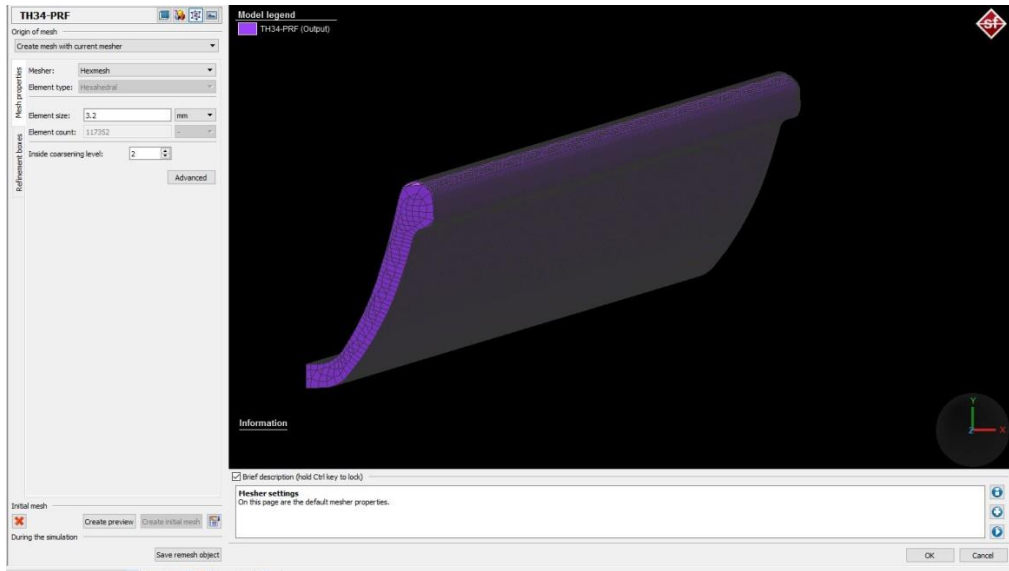 TH34-PRF
Origin of mesh
Create mesh with current mesher
Mesh properties
Refinement boxes
Mesher: Hexmesh
Element type: Hexahedral
Element size: 3.2 mm
Element count: 117352 -
Inside coarsening level: 2
Advanced
Initial mesh
Create preview Create initial mesh
During the simulation
Save remesh object
Model legend
TH34-PRF (Output)
sf
Information
Y
Z X
Brief description (hold Ctrl key to lock)
Mesher settings
On this page are the default mesher properties.
OK Cancel